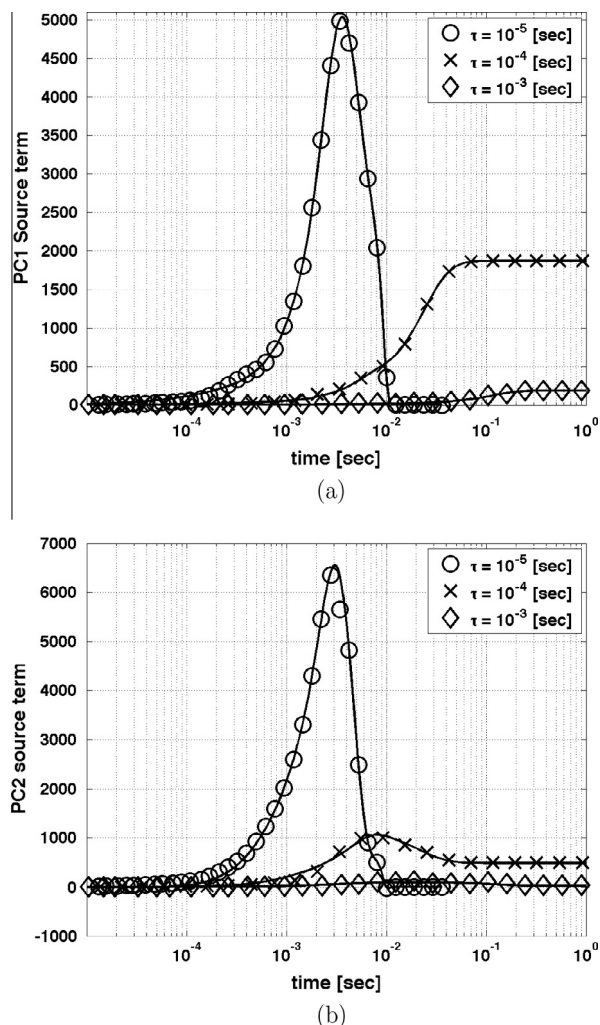 5000
4500
4000
3500
3000
2500
2000
1500
1000
500
0
PC1 Source term
τ = 10⁻⁵ [sec]
τ = 10⁻⁴ [sec]
τ = 10⁻³ [sec]
10⁻⁴ 10⁻³ 10⁻² 10⁻¹ 10⁰
time [sec]
(a)
7000
6000
5000
4000
3000
2000
1000
0
-1000
PC2 source term
τ = 10⁻⁵ [sec]
τ = 10⁻⁴ [sec]
τ = 10⁻³ [sec]
10⁻⁴ 10⁻³ 10⁻² 10⁻¹ 10⁰
time [sec]
(b)